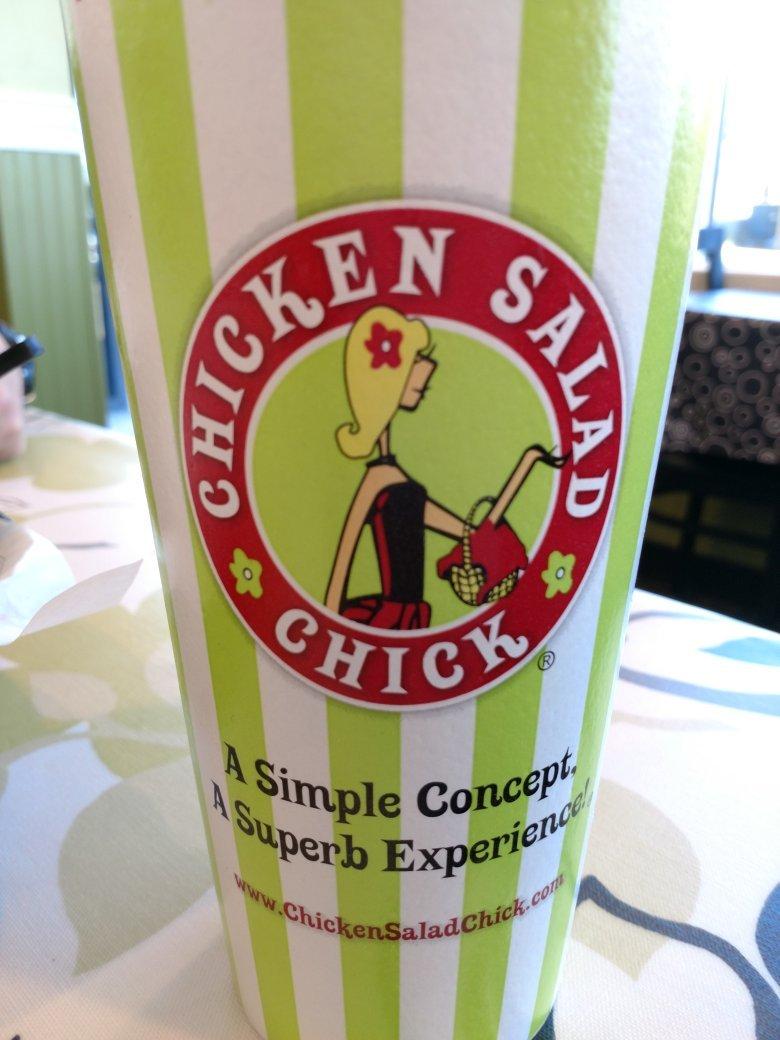 CHICKEN SALAD
CHICK
®
A Simple Concept,
A Superb Experience!
www.ChickenSaladChick.com